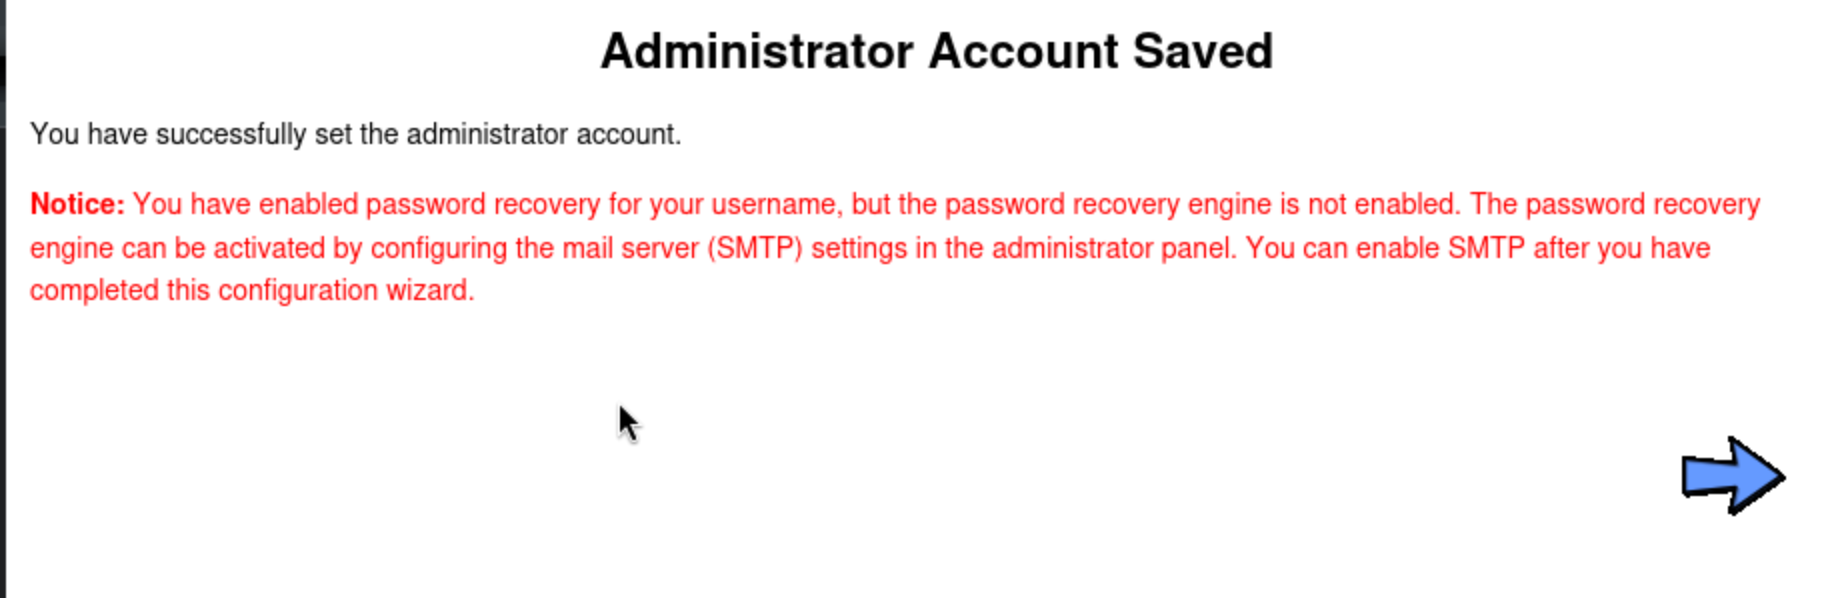 Administrator Account Saved
You have successfully set the administrator account.
Notice: You have enabled password recovery for your username, but the password recovery engine is not enabled. The password recovery
engine can be activated by configuring the mail server (SMTP) settings in the administrator panel. You can enable SMTP after you have
completed this configuration wizard.